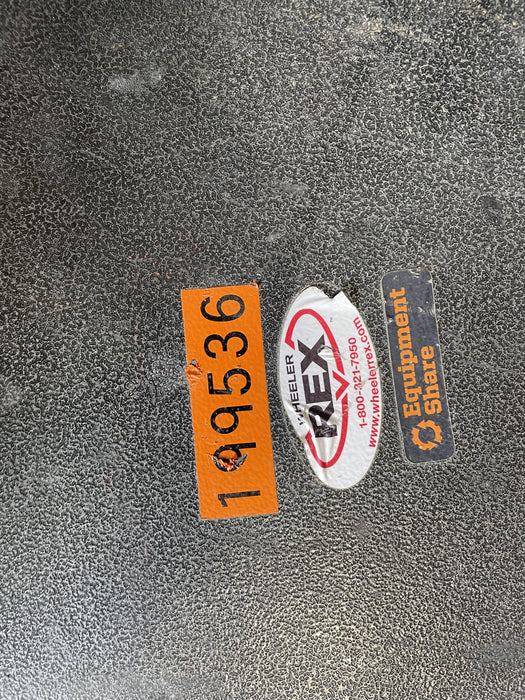 199536
WHEELER
REX
1-800-321-7950
www.wheelerrex.com
Equipment
Share